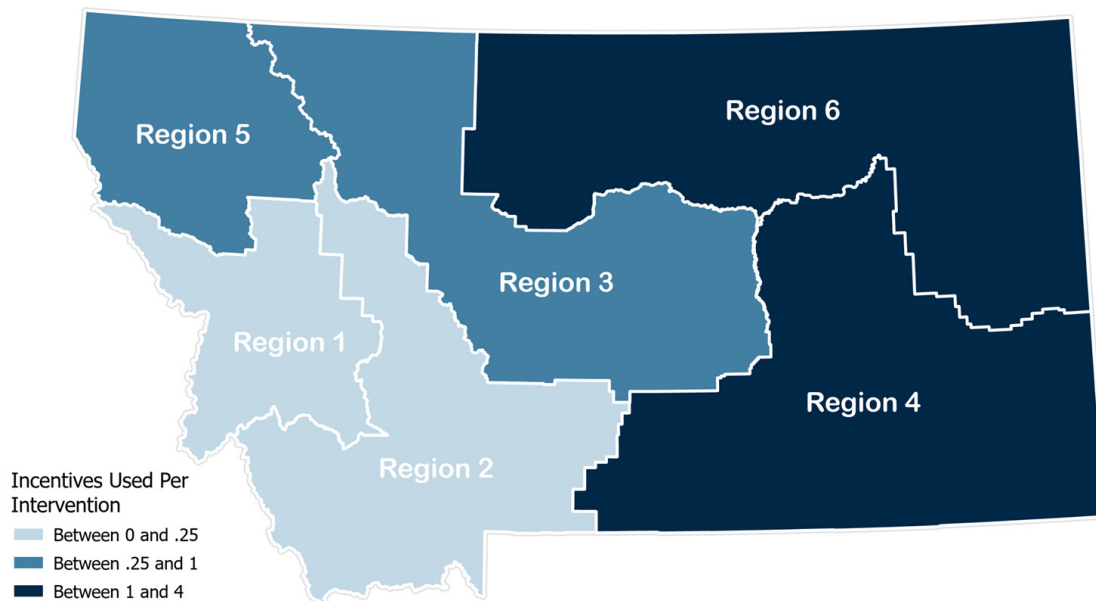 Region 6
Region 5
Region 3
Region 1
Region 4
Region 2
Incentives Used Per
Intervention
Between 0 and .25
Between .25 and 1
Between 1 and 4